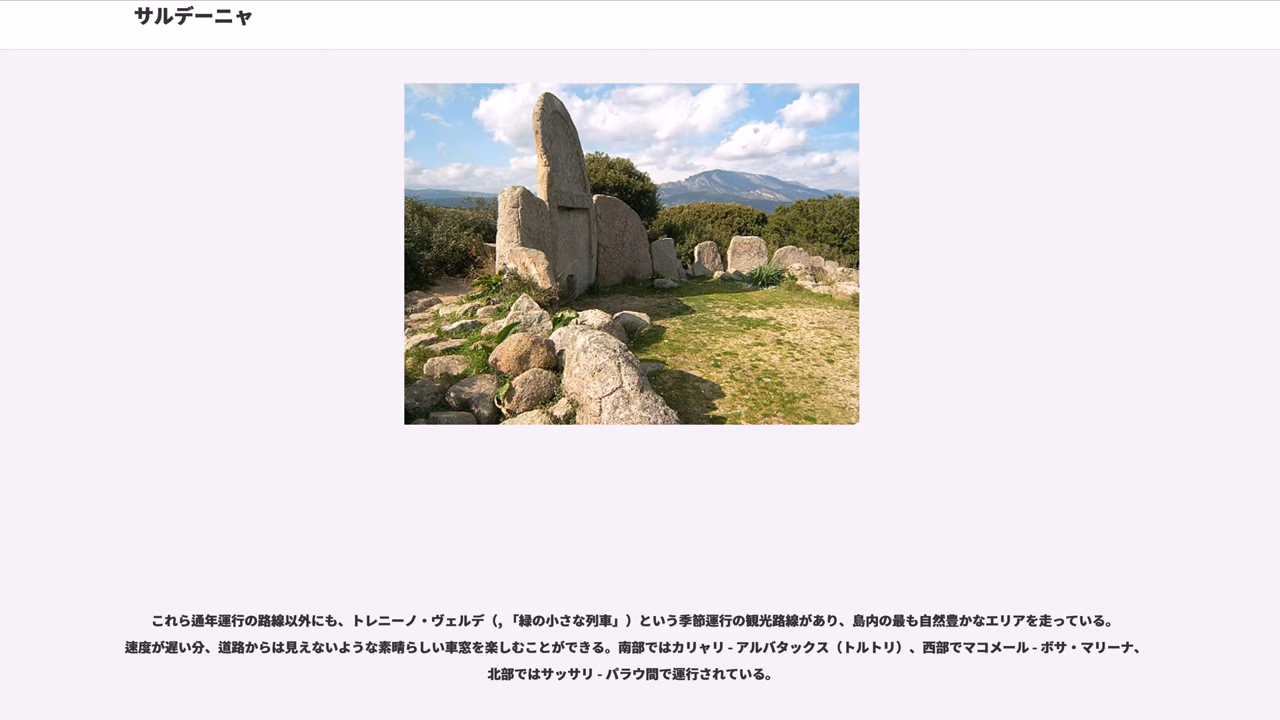 サルデーニャ
これら通年運行の路線以外にも、トレニーノ・ヴェルデ（,「緑の小さな列車」）という季節運行の観光路線があり、島内の最も自然豊かなエリアを走っている。
速度が遅い分、道路からは見えないような素晴らしい車窓を楽しむことができる。南部ではカリャリ - アルバタックス（トルトリ）、西部でマコメール - ボサ・マリーナ、
北部ではサッサリ - パラウ間で運行されている。